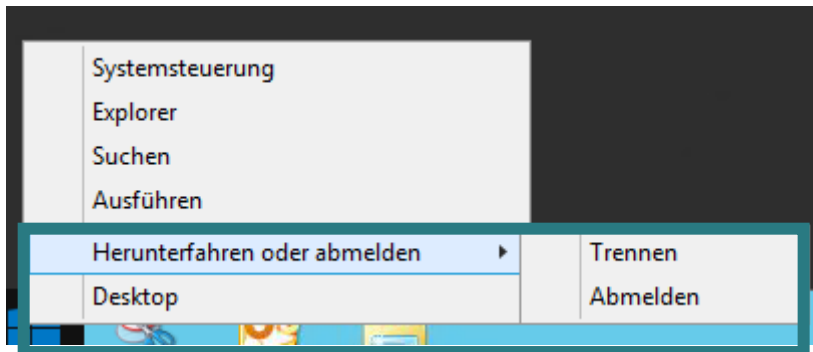 Systemsteuerung
Explorer
Suchen
Ausführen
Herunterfahren oder abmelden
Trennen
Desktop
Abmelden